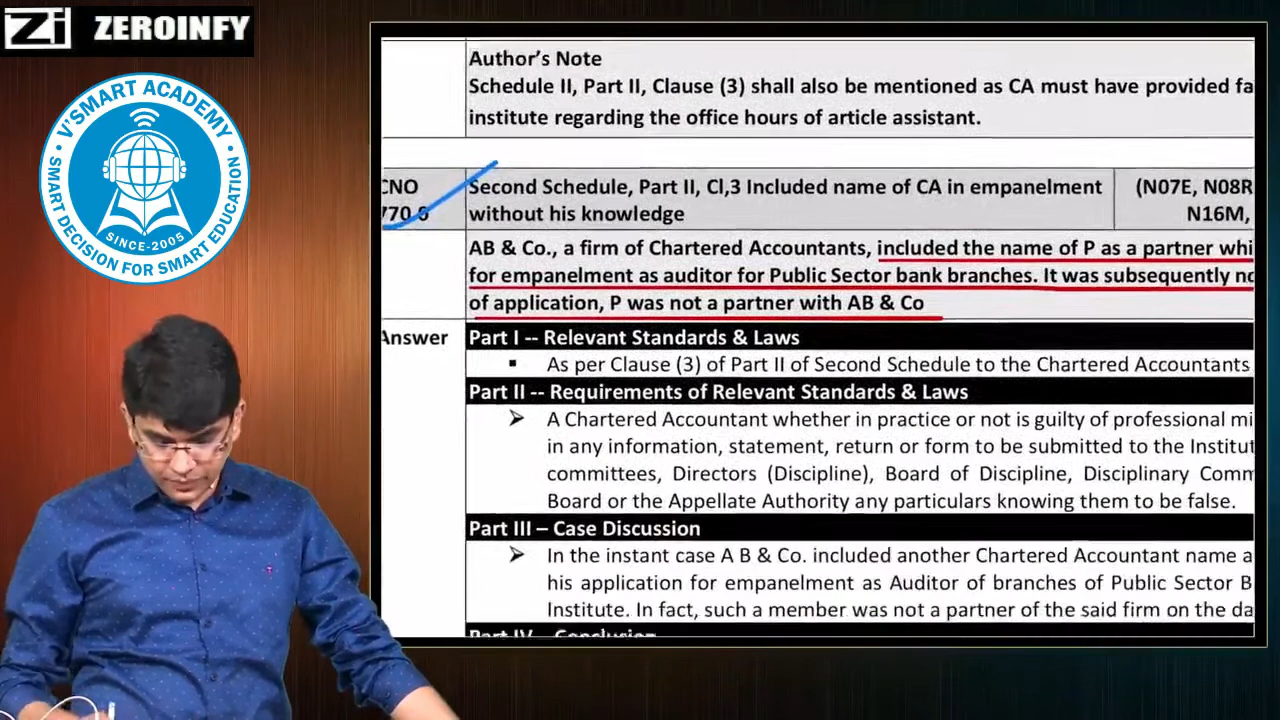 Zi ZEROINFY
V'SMART ACADEMY
SINCE-2005
SMART DECISION FOR SMART EDUCATION
Author's Note
Schedule II, Part II, Clause (3) shall also be mentioned as CA must have provided fa
institute regarding the office hours of article assistant.
CNO
Second Schedule, Part II, Cl,3 Included name of CA in empanelment
without his knowledge
(N07E, N08R
N16M,
AB & Co., a firm of Chartered Accountants, included the name of P as a partner whi
for empanelment as auditor for Public Sector bank branches. It was subsequently no
of application, P was not a partner with AB & Co
Answer
Part I -- Relevant Standards & Laws
▪ As per Clause (3) of Part II of Second Schedule to the Chartered Accountants
Part II -- Requirements of Relevant Standards & Laws
➢ A Chartered Accountant whether in practice or not is guilty of professional mi
in any information, statement, return or form to be submitted to the Institut
committees, Directors (Discipline), Board of Discipline, Disciplinary Comm
Board or the Appellate Authority any particulars knowing them to be false.
Part III – Case Discussion
➢ In the instant case A B & Co. included another Chartered Accountant name a
his application for empanelment as Auditor of branches of Public Sector B
Institute. In fact, such a member was not a partner of the said firm on the da
Part IV – Conclusion